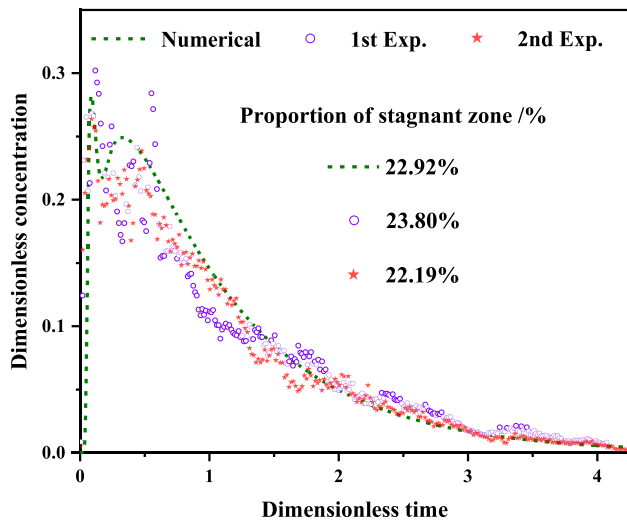 Numerical 1st Exp. 2nd Exp.
0.3
Proportion of stagnant zone /%
22.92%
0.2
23.80%
22.19%
0.1
0.0
0 1 2 3 4
Dimensionless time
Dimensionless concentration